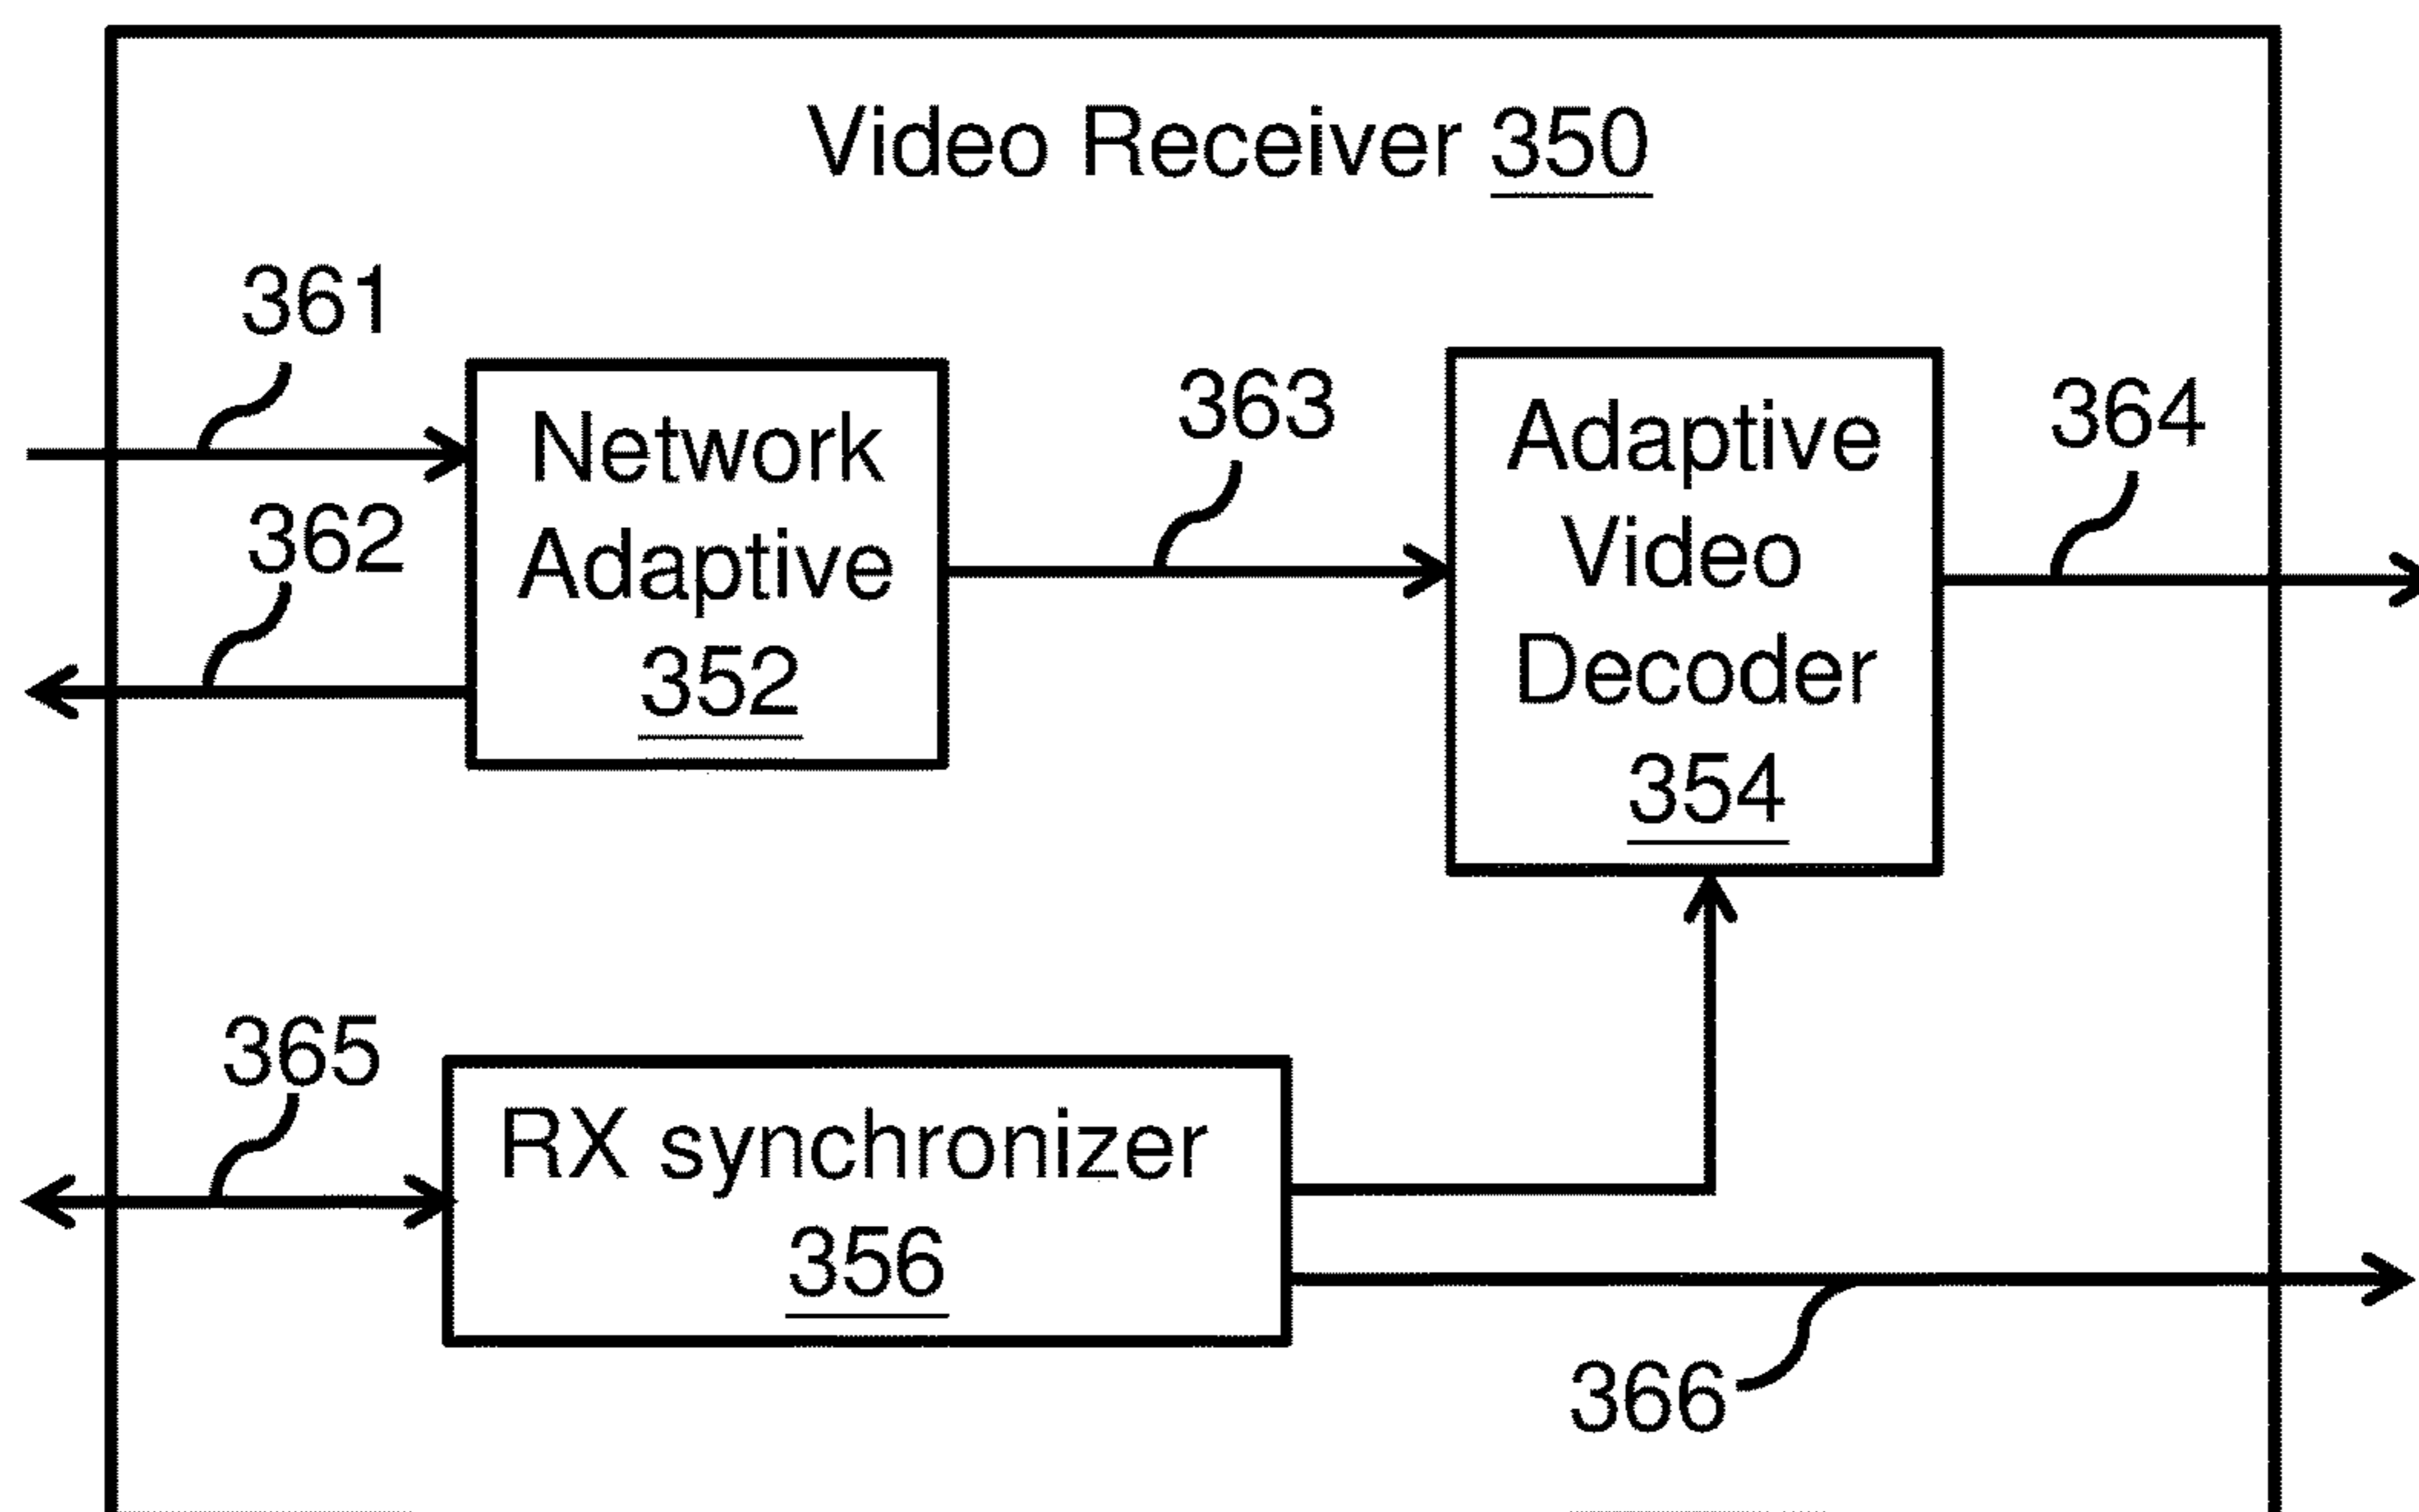 Video Receiver 350
361
362
Network
Adaptive
352
363
Adaptive
Video
Decoder
354
364
365
RX synchronizer
356
366